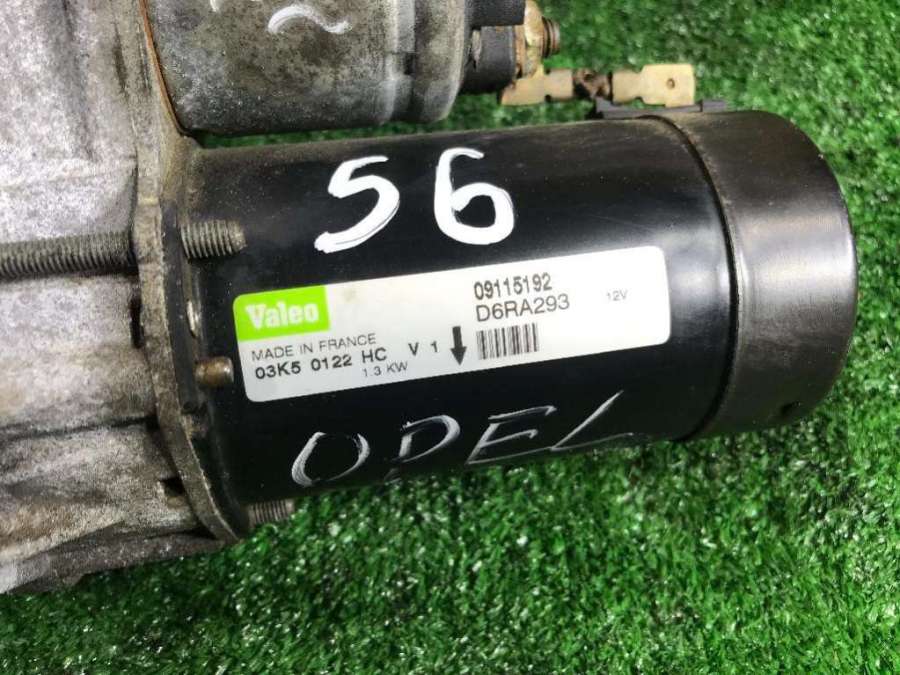 56
Valeo
09115192
D6RA293 12V
MADE IN FRANCE
03K5 0122 HC V 1
1.3 KW
OPEL